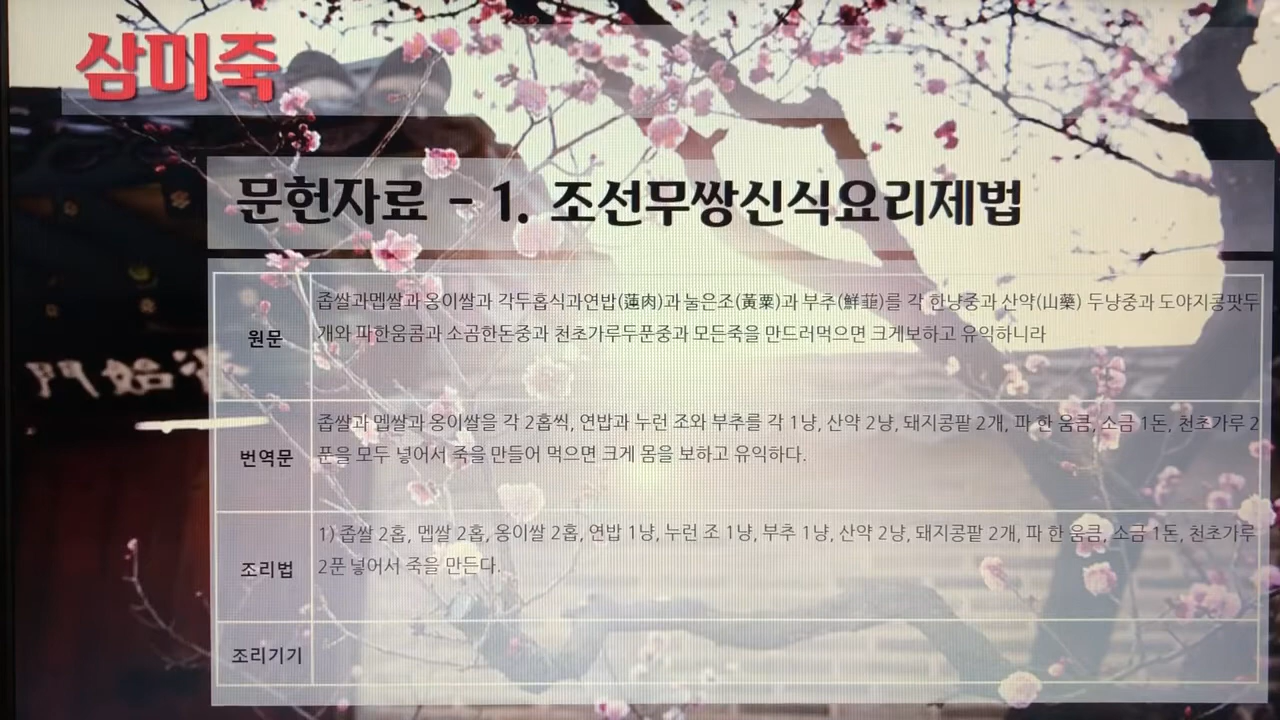 삼미죽
문헌자료 - 1. 조선무쌍신식요리제법
원문
좁쌀과멥쌀과 옹이쌀과 각두홉식과연밥(蓮肉)과 눌은조(黃粟)과 부추(鮮韮)를 각 한냥중과 산약(山藥) 두냥중과 도야지콩팟두
개와 파한움콤과 소곰한돈중과 천초가루두푼중과 모든죽을 만드러먹으면 크게보하고 유익하니라
번역문
좁쌀과 멥쌀과 옹이쌀을 각 2홉씩, 연밥과 누런 조와 부추를 각 1냥, 산약 2냥, 돼지콩팥 2개, 파 한 움큼, 소금 1돈, 천초가루 2
푼을 모두 넣어서 죽을 만들어 먹으면 크게 몸을 보하고 유익하다.
조리법
1) 좁쌀 2홉, 멥쌀 2홉, 옹이쌀 2홉, 연밥 1냥, 누런 조 1냥, 부추 1냥, 산약 2냥, 돼지콩팥 2개, 파 한 움큼, 소금 1돈, 천초가루
2푼 넣어서 죽을 만든다.
조리기기
門始